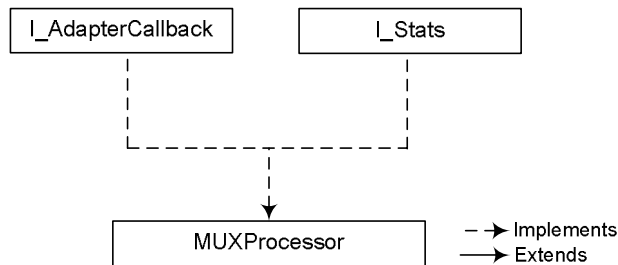 I_AdapterCallback
I_Stats
MUXProcessor
Implements
Extends